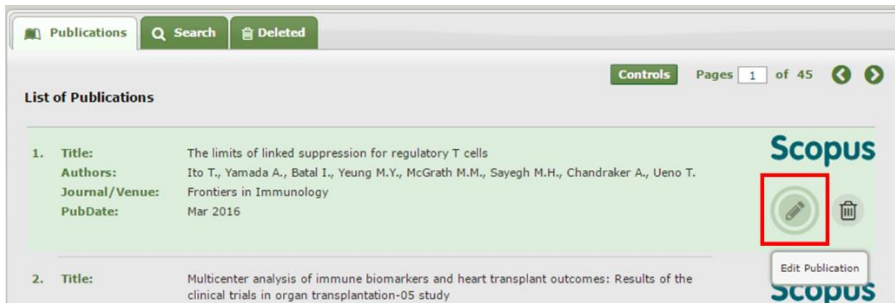 Publications Search Deleted
Controls Pages 1 of 45
List of Publications
Scopus
1. Title: The limits of linked suppression for regulatory T cells
Authors: Ito T., Yamada A., Batal I., Yeung M.Y., McGrath M.M., Sayegh M.H., Chandraker A., Ueno T.
Journal/Venue: Frontiers in Immunology
PubDate: Mar 2016
Edit Publication
2. Title: Multicenter analysis of immune biomarkers and heart transplant outcomes: Results of the
clinical trials in organ transplantation-05 study
Scopus